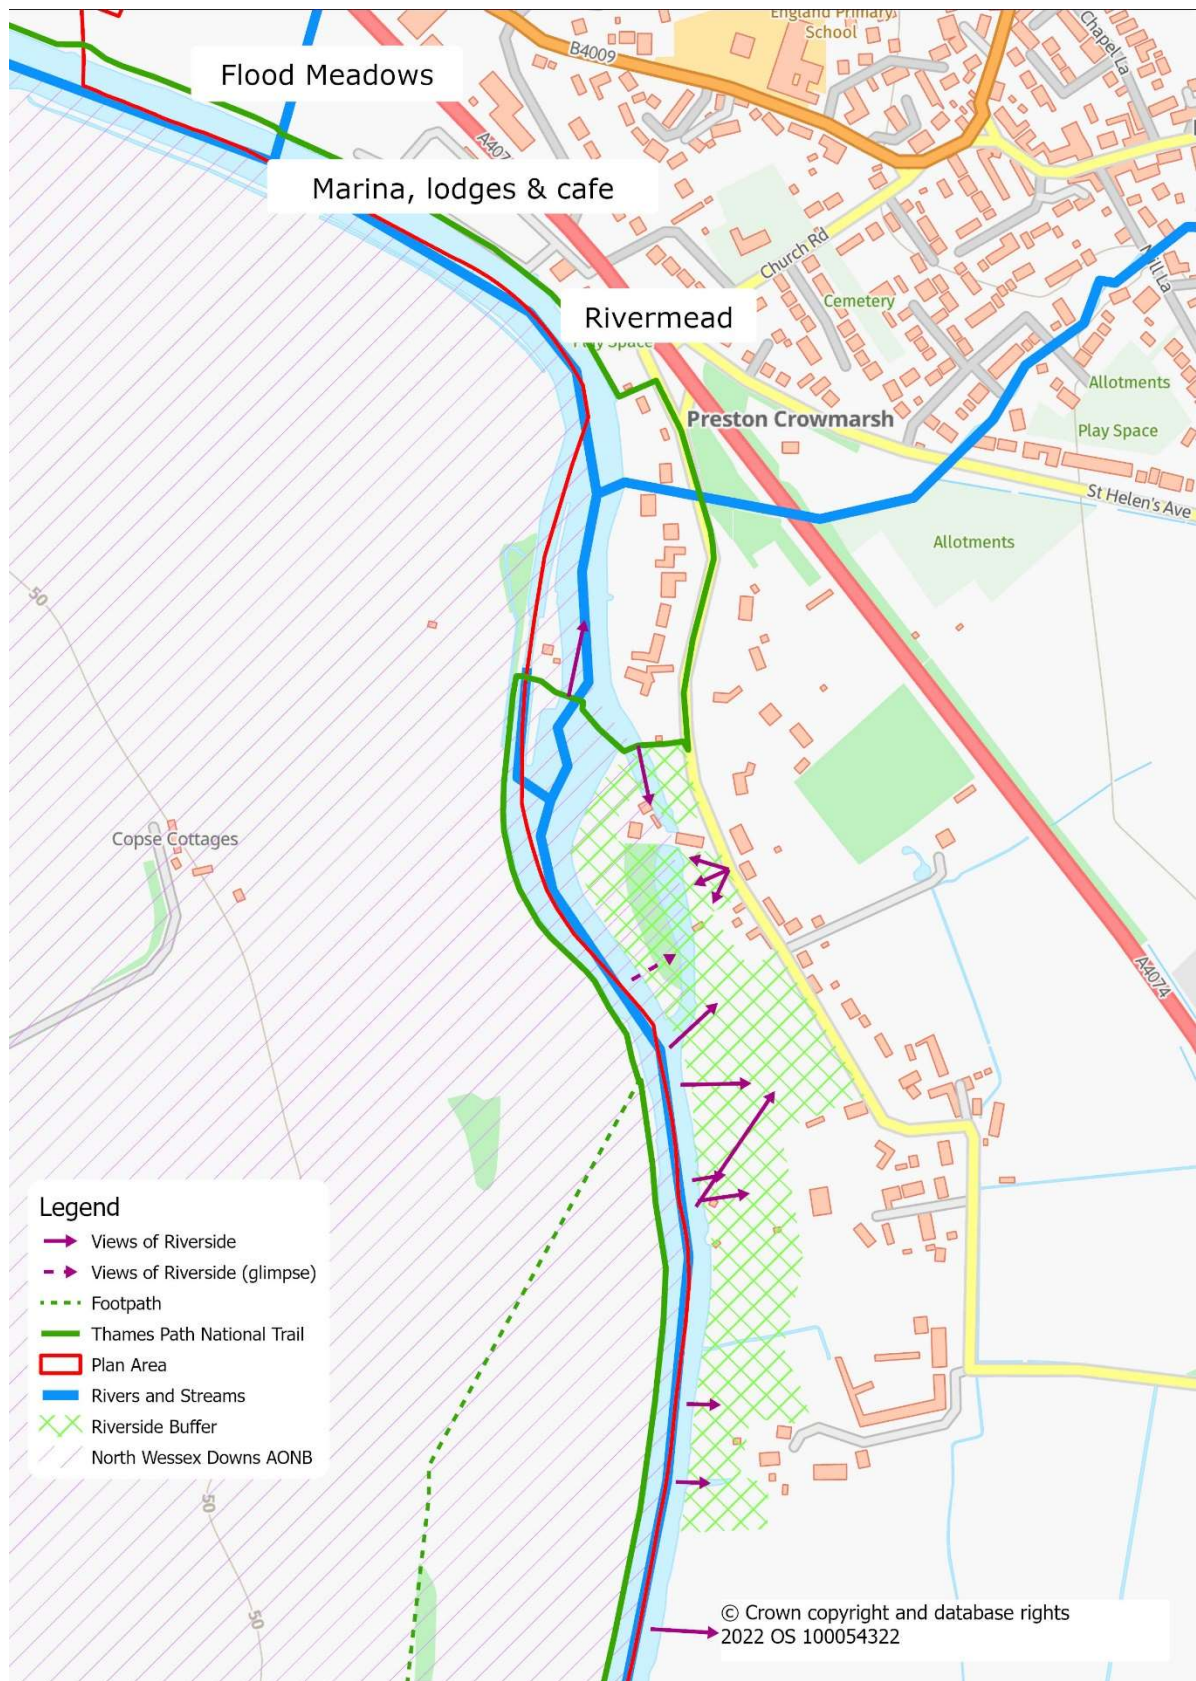 England Primary
School
Chapel La
B4009
Flood Meadows
A407
Marina, lodges & cafe
Church Rd
Mill La
Cemetery
Rivermead
Play Space
Allotments
Preston Crowmarsh
Play Space
St Helen's Ave
Allotments
50
Copse Cottages
A4074
Legend
Views of Riverside
Views of Riverside (glimpse)
Footpath
Thames Path National Trail
Plan Area
Rivers and Streams
Riverside Buffer
North Wessex Downs AONB
50
50
© Crown copyright and database rights
2022 OS 100054322